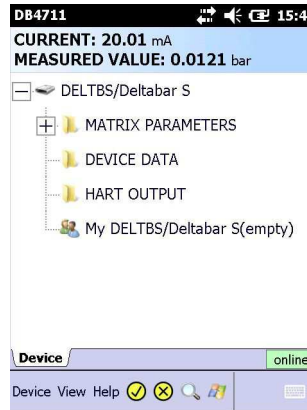 DB4711 15:4
CURRENT: 20.01 mA
MEASURED VALUE: 0.0121 bar
DELTBS/Deltabar S
MATRIX PARAMETERS
DEVICE DATA
HART OUTPUT
My DELTBS/Deltabar S(empty)
Device
online
Device View Help